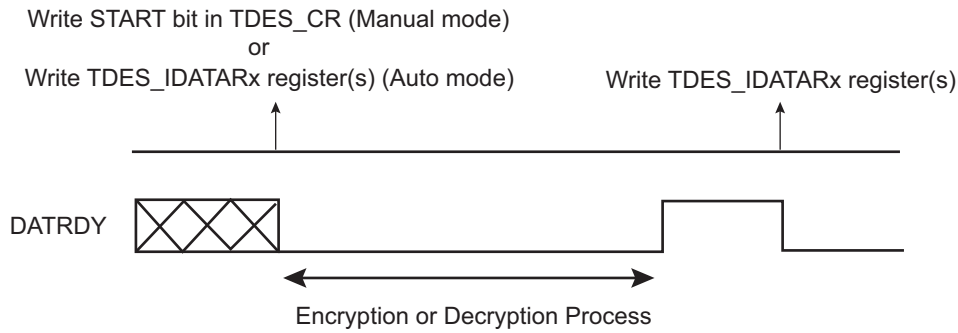 Write START bit in TDES_CR (Manual mode)
or
Write TDES_IDATARx register(s) (Auto mode)
Write TDES_IDATARx register(s)
DATRDY
Encryption or Decryption Process